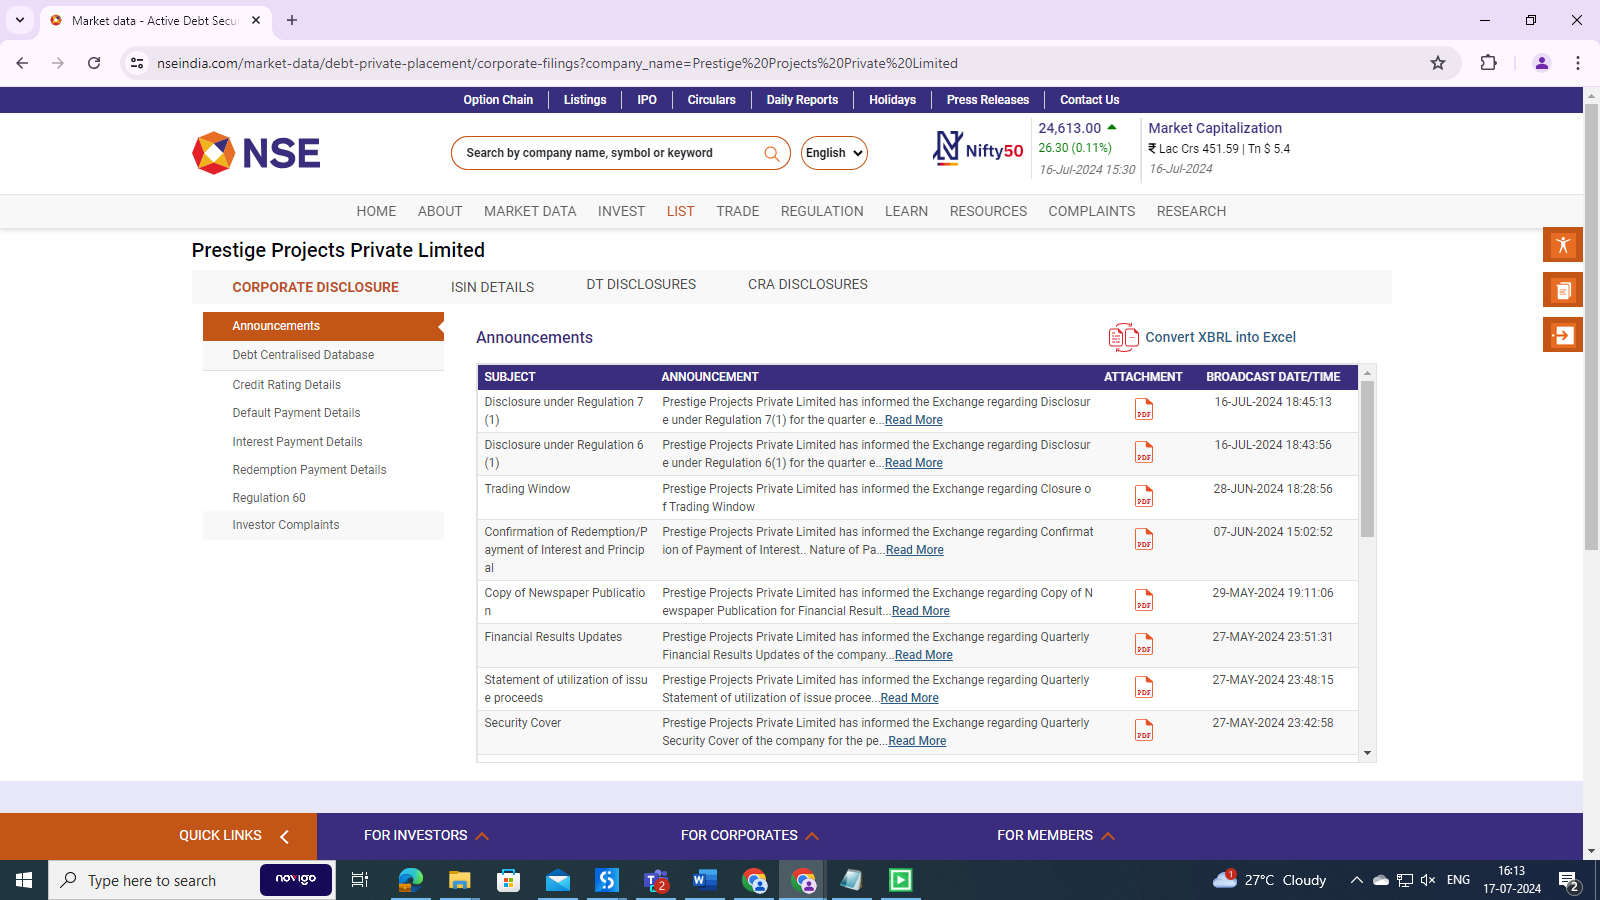 Market data - Active Debt Secu
nseindia.com/market-data/debt-private-placement/corporate-filings?company_name=Prestige%20Projects%20Private%20Limited
Option Chain
Listings
IPO
Circulars
Daily Reports
Holidays
Press Releases
Contact Us
NSE
Search by company name, symbol or keyword
English
Nifty50
24,613.00
26.30 (0.11%)
16-Jul-2024 15:30
Market Capitalization
₹ Lac Crs 451.59 | Tn $ 5.4
16-Jul-2024
HOME
ABOUT
MARKET DATA
INVEST
LIST
TRADE
REGULATION
LEARN
RESOURCES
COMPLAINTS
RESEARCH
Prestige Projects Private Limited
CORPORATE DISCLOSURE
ISIN DETAILS
DT DISCLOSURES
CRA DISCLOSURES
Announcements
Debt Centralised Database
Credit Rating Details
Default Payment Details
Interest Payment Details
Redemption Payment Details
Regulation 60
Investor Complaints
Announcements
Convert XBRL into Excel
SUBJECT
ANNOUNCEMENT
ATTACHMENT
BROADCAST DATE/TIME
Disclosure under Regulation 7
(1)
Prestige Projects Private Limited has informed the Exchange regarding Disclosur
e under Regulation 7(1) for the quarter e...Read More
PDF
16-JUL-2024 18:45:13
Disclosure under Regulation 6
(1)
Prestige Projects Private Limited has informed the Exchange regarding Disclosur
e under Regulation 6(1) for the quarter e...Read More
PDF
16-JUL-2024 18:43:56
Trading Window
Prestige Projects Private Limited has informed the Exchange regarding Closure o
f Trading Window
PDF
28-JUN-2024 18:28:56
Confirmation of Redemption/P
ayment of Interest and Princip
al
Prestige Projects Private Limited has informed the Exchange regarding Confirmat
ion of Payment of Interest.. Nature of Pa...Read More
PDF
07-JUN-2024 15:02:52
Copy of Newspaper Publicatio
n
Prestige Projects Private Limited has informed the Exchange regarding Copy of N
ewspaper Publication for Financial Result...Read More
PDF
29-MAY-2024 19:11:06
Financial Results Updates
Prestige Projects Private Limited has informed the Exchange regarding Quarterly
Financial Results Updates of the company...Read More
PDF
27-MAY-2024 23:51:31
Statement of utilization of issu
e proceeds
Prestige Projects Private Limited has informed the Exchange regarding Quarterly
Statement of utilization of issue procee...Read More
PDF
27-MAY-2024 23:48:15
Security Cover
Prestige Projects Private Limited has informed the Exchange regarding Quarterly
Security Cover of the company for the pe...Read More
PDF
27-MAY-2024 23:42:58
QUICK LINKS
FOR INVESTORS
FOR CORPORATES
FOR MEMBERS
Type here to search
novigo
2
1
27°C Cloudy
ENG
16:13
17-07-2024
2